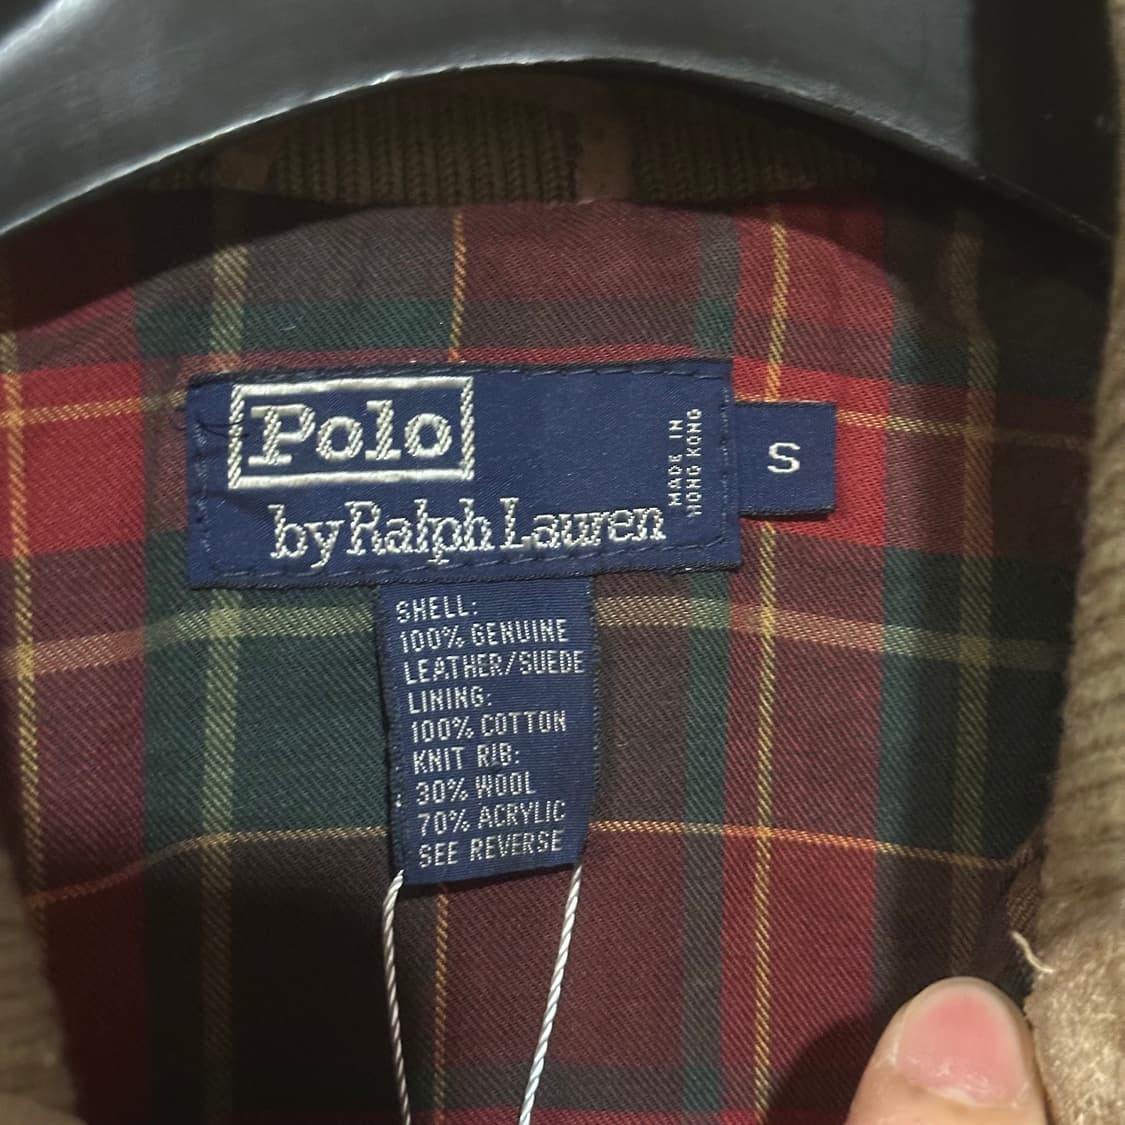 Polo
by Ralph Lauren
MADE IN
HONG KONG
S
SHELL:
100% GENUINE
LEATHER/SUEDE
LINING:
100% COTTON
KNIT RIB:
30% WOOL
70% ACRYLIC
SEE REVERSE